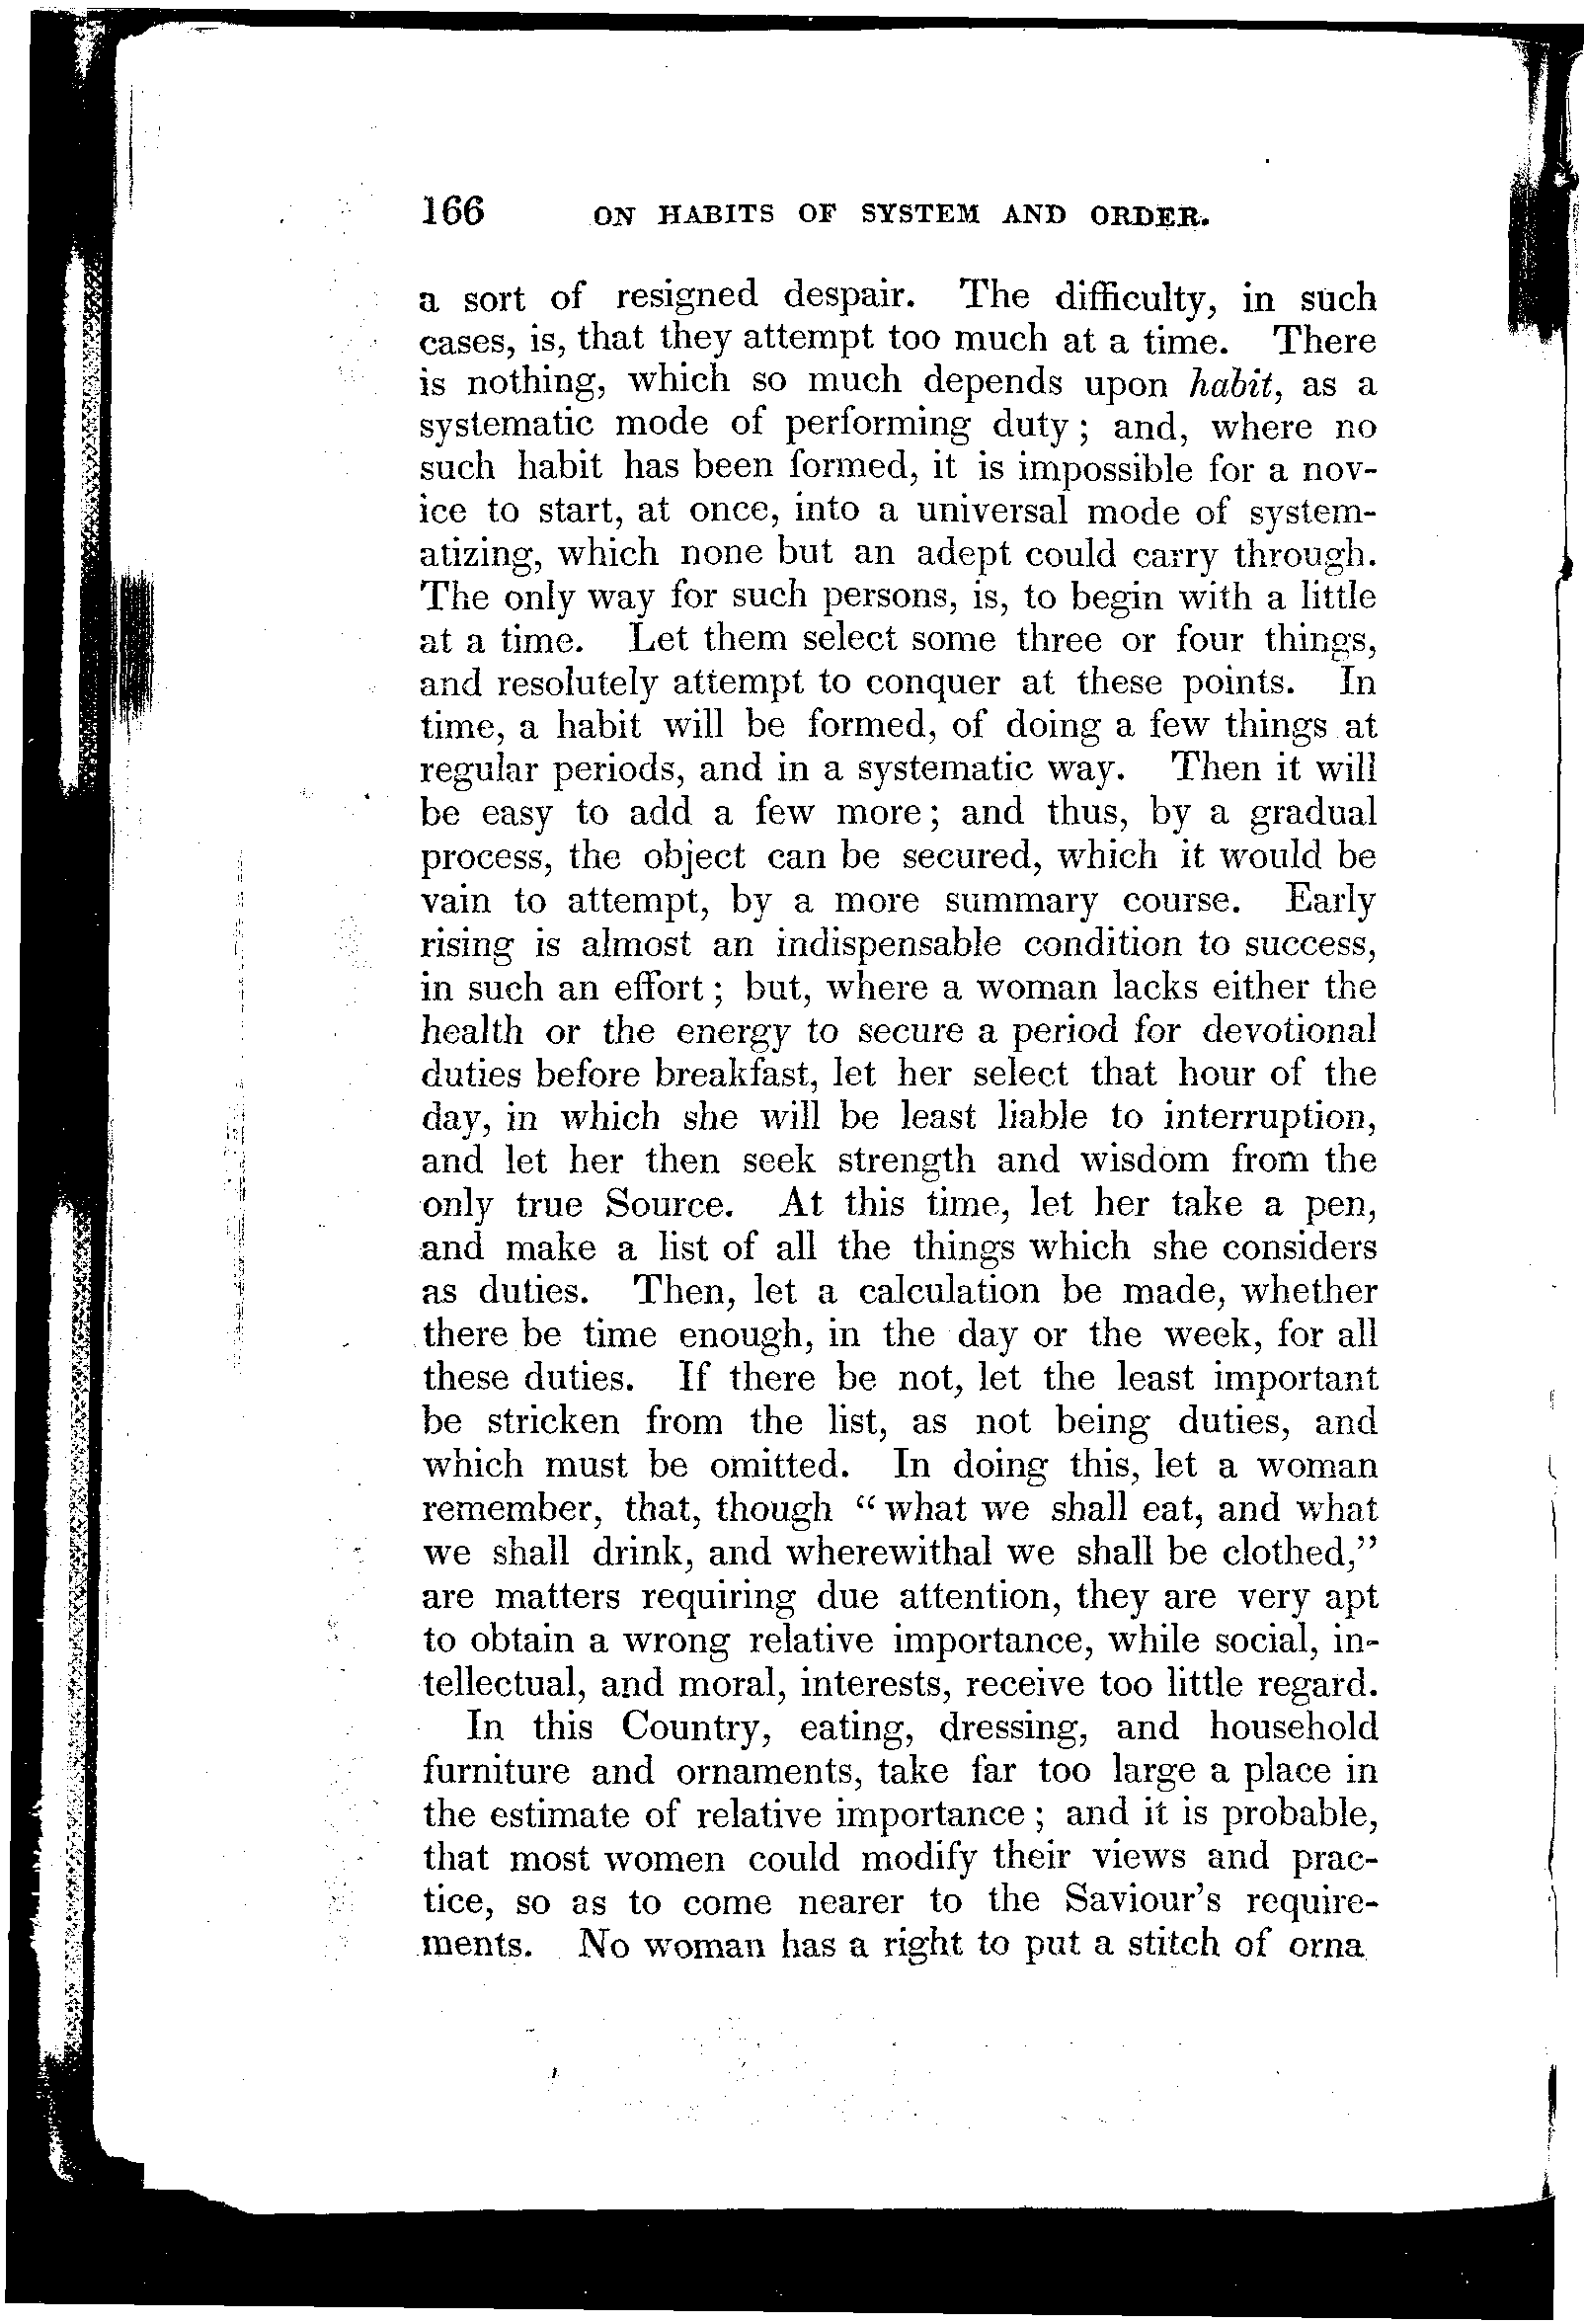 166 ON HABITS OF SYSTEM AND ORDER.
a sort of resigned despair. The difficulty, in such
cases, is, that they attempt too much at a time. There
is nothing, which so much depends upon habit, as a
systematic mode of performing duty; and, where no
such habit has been formed, it is impossible for a nov-
ice to start, at once, into a universal mode of system-
atizing, which none but an adept could carry through.
The only way for such persons, is, to begin with a little
at a time. Let them select some three or four things,
and resolutely attempt to conquer at these points. In
time, a habit will be formed, of doing a few things at
regular periods, and in a systematic way. Then it will
be easy to add a few more; and thus, by a gradual
process, the object can be secured, which it would be
vain to attempt, by a more summary course. Early
rising is almost an indispensable condition to success,
in such an effort; but, where a woman lacks either the
health or the energy to secure a period for devotional
duties before breakfast, let her select that hour of the
day, in which she will be least liable to interruption,
and let her then seek strength and wisdom from the
only true Source. At this time, let her take a pen,
and make a list of all the things which she considers
as duties. Then, let a calculation be made, whether
there be time enough, in the day or the week, for all
these duties. If there be not, let the least important
be stricken from the list, as not being duties, and
which must be omitted. In doing this, let a woman
remember, that, though “what we shall eat, and what
we shall drink, and wherewithal we shall be clothed,”
are matters requiring due attention, they are very apt
to obtain a wrong relative importance, while social, in-
tellectual, and moral, interests, receive too little regard.
In this Country, eating, dressing, and household
furniture and ornaments, take far too large a place in
the estimate of relative importance; and it is probable,
that most women could modify their views and prac-
tice, so as to come nearer to the Saviour's require-
ments. No woman has a right to put a stitch of orna